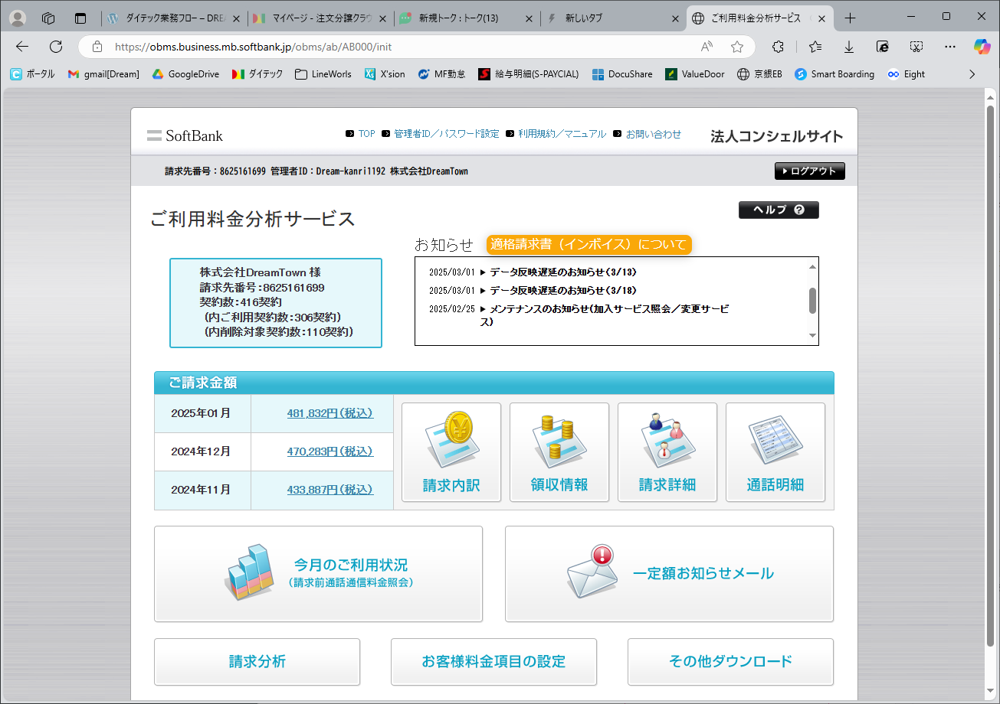 ダイテック業務フロー – DRE
マイページ - 注文分譲クラウ
新規トーク : トーク(13)
新しいタブ
ご利用料金分析サービス
https://obms.business.mb.softbank.jp/obms/ab/AB000/init
ポータル
gmail[Dream]
GoogleDrive
ダイテック
LineWorls
X'sion
MF勤怠
給与明細(S-PAYCIAL)
DocuShare
ValueDoor
京銀EB
Smart Boarding
Eight
SoftBank
TOP
管理者ID／パスワード設定
利用規約／マニュアル
お問い合わせ
法人コンシェルサイト
請求先番号：8625161699 管理者ID：Dream-kanri1192 株式会社DreamTown
ログアウト
ご利用料金分析サービス
ヘルプ ?
お知らせ
適格請求書（インボイス）について
株式会社DreamTown 様
請求先番号:8625161699
契約数:416契約
（内ご利用契約数:306契約）
（内削除対象契約数:110契約）
2025/03/01 データ反映遅延のお知らせ(3/13)
2025/03/01 データ反映遅延のお知らせ(3/18)
2025/02/25 メンテナンスのお知らせ(加入サービス照会／変更サービ
ス)
ご請求金額
2025年01月 481,832円(税込)
2024年12月 470,283円(税込)
2024年11月 433,887円(税込)
請求内訳
領収情報
請求詳細
通話明細
今月のご利用状況
（請求前通話通信料金照会）
一定額お知らせメール
請求分析
お客様料金項目の設定
その他ダウンロード